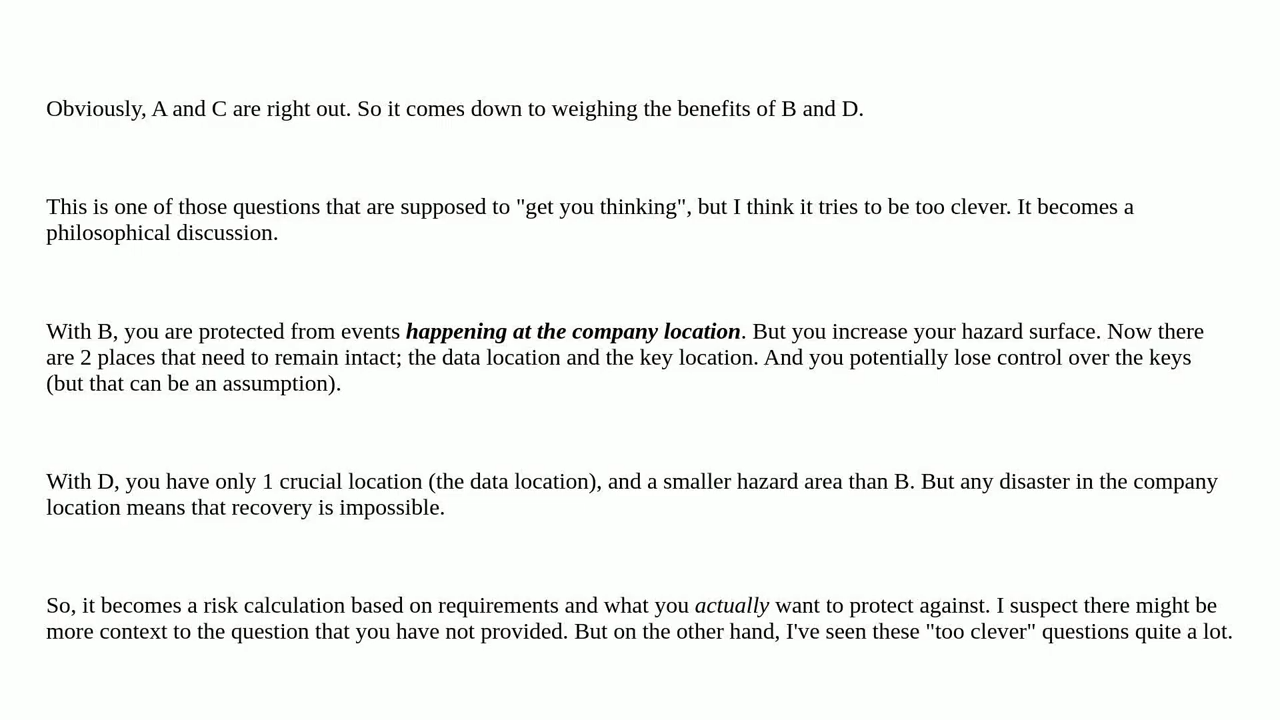 Obviously, A and C are right out. So it comes down to weighing the benefits of B and D.
This is one of those questions that are supposed to "get you thinking", but I think it tries to be too clever. It becomes a
philosophical discussion.
With B, you are protected from events happening at the company location. But you increase your hazard surface. Now there
are 2 places that need to remain intact; the data location and the key location. And you potentially lose control over the keys
(but that can be an assumption).
With D, you have only 1 crucial location (the data location), and a smaller hazard area than B. But any disaster in the company
location means that recovery is impossible.
So, it becomes a risk calculation based on requirements and what you actually want to protect against. I suspect there might be
more context to the question that you have not provided. But on the other hand, I've seen these "too clever" questions quite a lot.